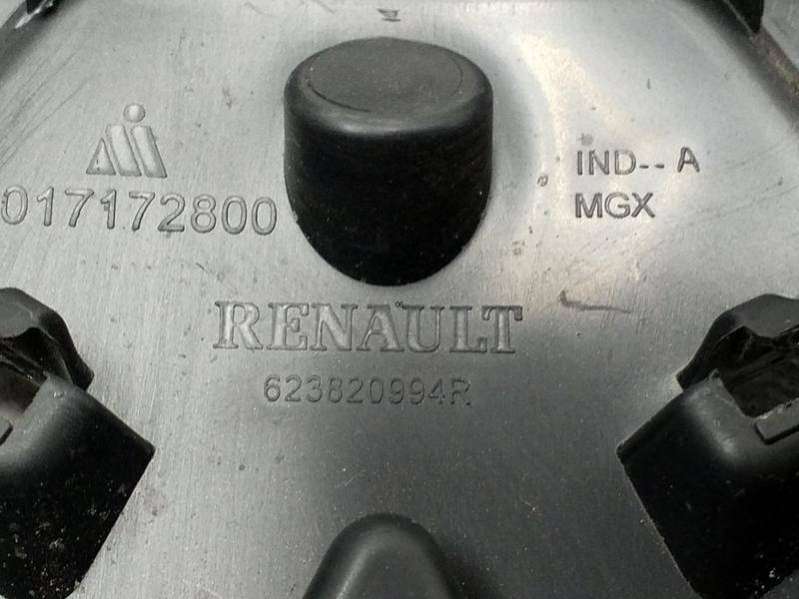 017172800
IND-- A
MGX
RENAULT
623820994R